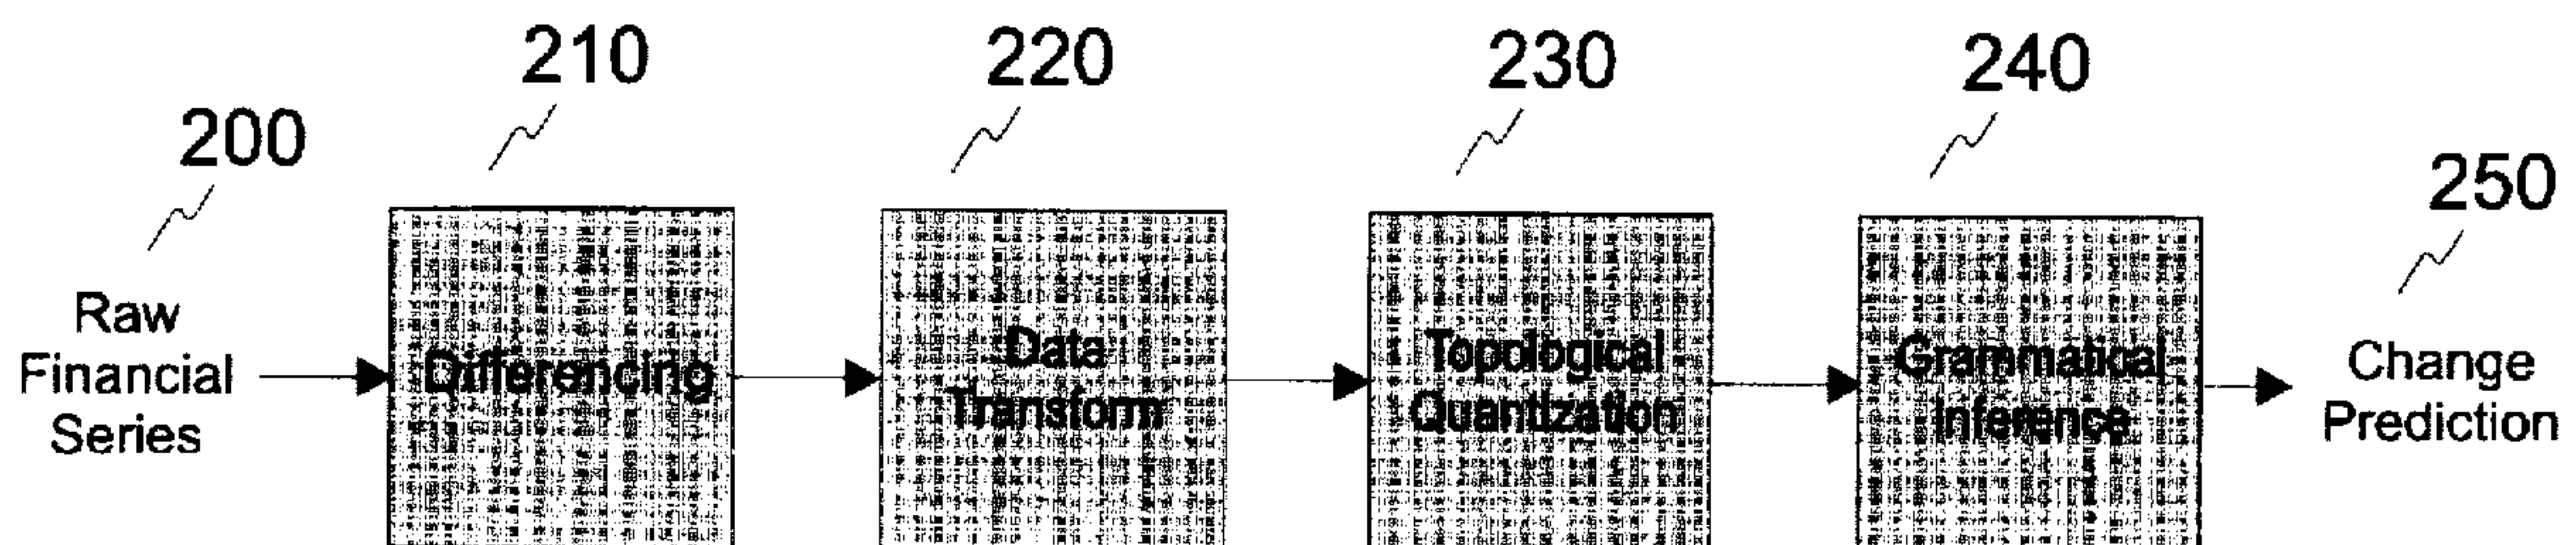 200
210
220
230
240
250
Raw
Financial
Series
Differencing
Data
Transform
Topological
Quantization
Grammatical
Inference
Change
Prediction